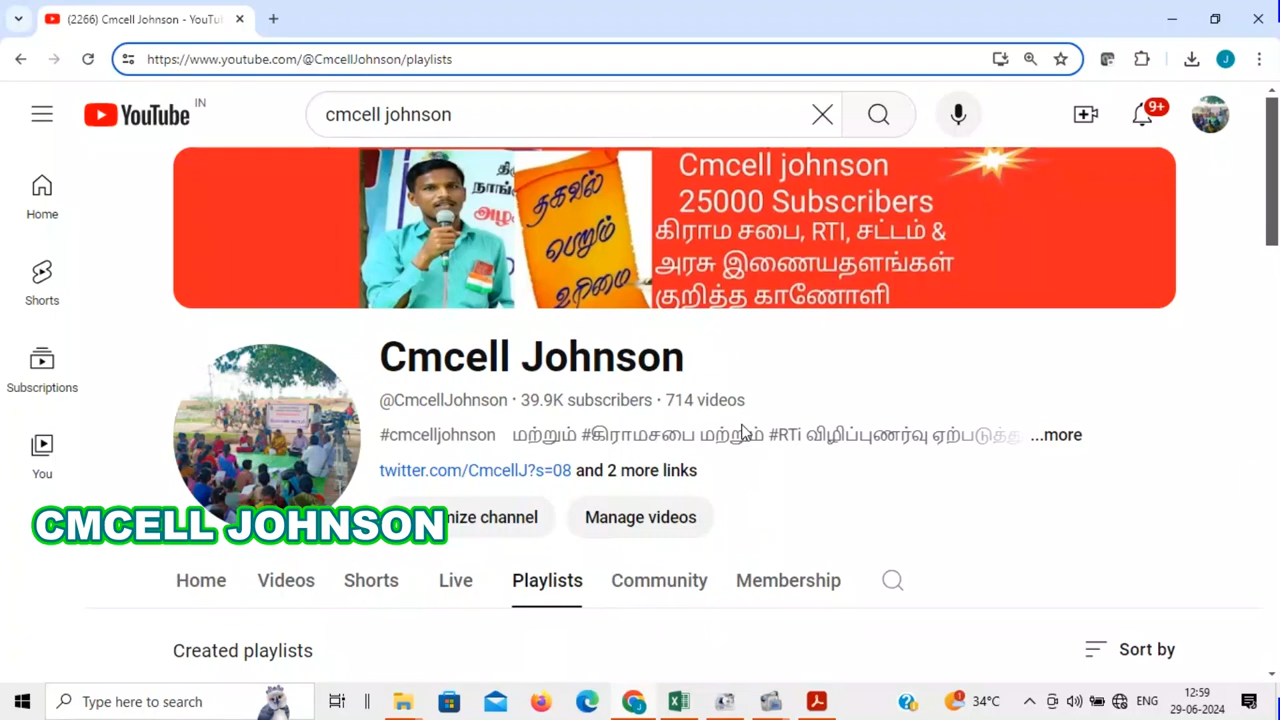 (2266) Cmcell Johnson - YouTu
https://www.youtube.com/@CmcellJohnson/playlists
J
YouTube IN
cmcell johnson
9+
Cmcell johnson
25000 Subscribers
கிராம சபை, RTI, சட்டம் &
அரசு இணையதளங்கள்
குறித்த காணோளி
நாங்
தகவல்
பெறும்
உரிமை
Home
Shorts
Subscriptions
You
Cmcell Johnson
@CmcellJohnson · 39.9K subscribers · 714 videos
#cmcelljohnson மற்றும் #கிராமசபை மற்றும் #RTi விழிப்புணர்வு ஏற்படுத்த ...more
twitter.com/CmcellJ?s=08 and 2 more links
mize channel
Manage videos
CMCELL JOHNSON
Home Videos Shorts Live Playlists Community Membership
Created playlists
Sort by
Type here to search
34°C
ENG
12:59
29-06-2024